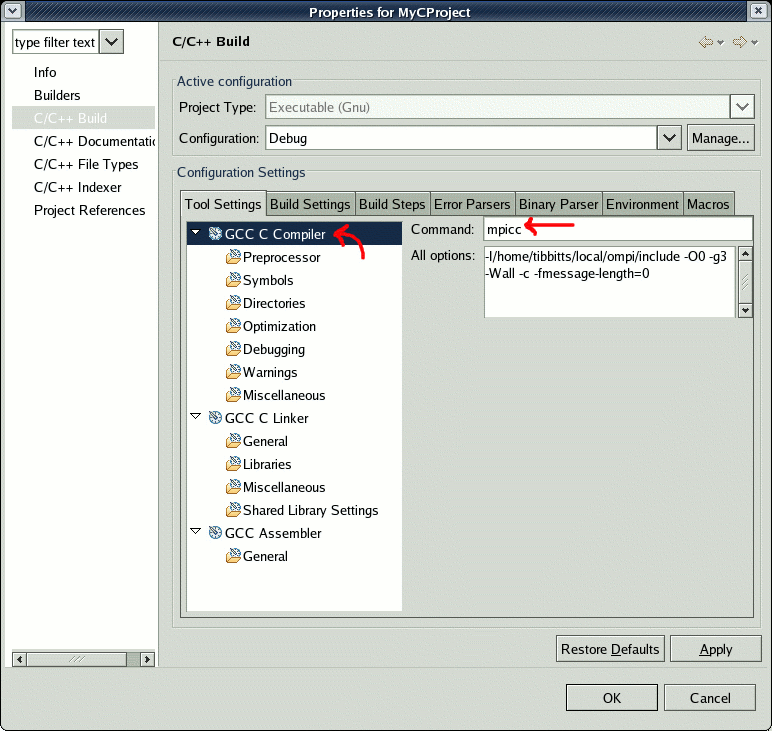 Properties for MyCProject
type filter text
Info
Builders
C/C++ Build
C/C++ Documentatic
C/C++ File Types
C/C++ Indexer
Project References
C/C++ Build
Active configuration
Project Type: Executable (Gnu)
Configuration: Debug Manage...
Configuration Settings
Tool Settings Build Settings Build Steps Error Parsers Binary Parser Environment Macros
GCC C Compiler
Preprocessor
Symbols
Directories
Optimization
Debugging
Warnings
Miscellaneous
GCC C Linker
General
Libraries
Miscellaneous
Shared Library Settings
GCC Assembler
General
Command: mpicc
All options: -I/home/tibbitts/local/ompi/include -O0 -g3
-Wall -c -fmessage-length=0
Restore Defaults Apply
OK Cancel